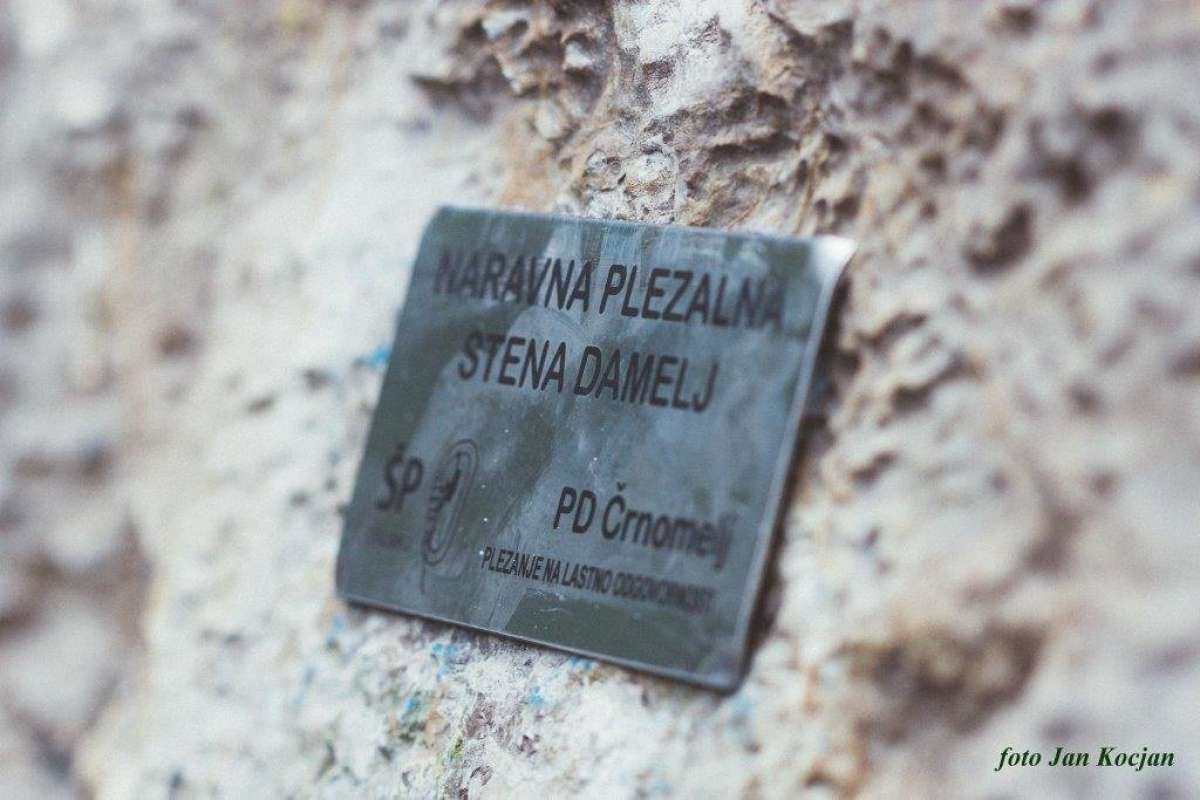 NARAVNA PLEZALNA
STENA DAMELJ
ŠP
PD Črnomelj
PLEZANJE NA LASTNO ODGOVORNOST
foto Jan Kocjan